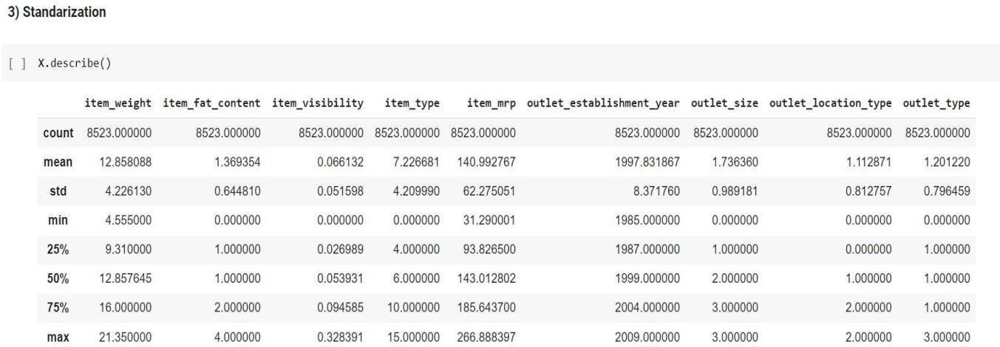 3) Standarization
[ ] X.describe()
item_weight item_fat_content item_visibility item_type item_mrp outlet_establishment_year outlet_size outlet_location_type outlet_type
count 8523.000000 8523.000000 8523.000000 8523.000000 8523.000000 8523.000000 8523.000000 8523.000000 8523.000000
mean 12.858088 1.369354 0.066132 7.226681 140.992767 1997.831867 1.736360 1.112871 1.201220
std 4.226130 0.644810 0.051598 4.209990 62.275051 8.371760 0.989181 0.812757 0.796459
min 4.555000 0.000000 0.000000 0.000000 31.290001 1985.000000 0.000000 0.000000 0.000000
25% 9.310000 1.000000 0.026989 4.000000 93.826500 1987.000000 1.000000 0.000000 1.000000
50% 12.857645 1.000000 0.053931 6.000000 143.012802 1999.000000 2.000000 1.000000 1.000000
75% 16.000000 2.000000 0.094585 10.000000 185.643700 2004.000000 3.000000 2.000000 1.000000
max 21.350000 4.000000 0.328391 15.000000 266.888397 2009.000000 3.000000 2.000000 3.000000